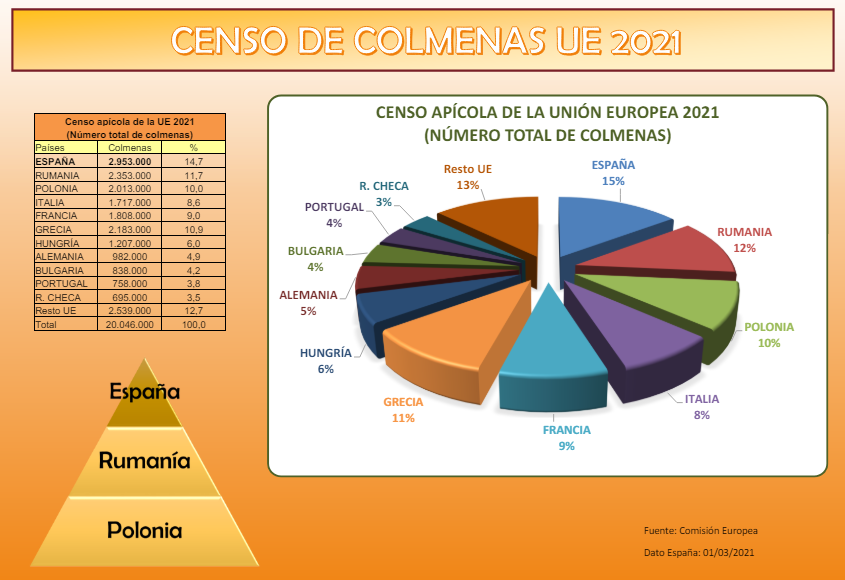 CENSO DE COLMENAS UE 2021
Censo apícola de la UE 2021
(Número total de colmenas)
Países Colmenas %
ESPAÑA 2.953.000 14,7
RUMANIA 2.353.000 11,7
POLONIA 2.013.000 10,0
ITALIA 1.717.000 8,6
FRANCIA 1.808.000 9,0
GRECIA 2.183.000 10,9
HUNGRÍA 1.207.000 6,0
ALEMANIA 982.000 4,9
BULGARIA 838.000 4,2
PORTUGAL 758.000 3,8
R. CHECA 695.000 3,5
Resto UE 2.539.000 12,7
Total 20.046.000 100,0
España
Rumanía
Polonia
CENSO APÍCOLA DE LA UNIÓN EUROPEA 2021
(NÚMERO TOTAL DE COLMENAS)
ESPAÑA
15%
RUMANIA
12%
POLONIA
10%
ITALIA
8%
FRANCIA
9%
GRECIA
11%
HUNGRÍA
6%
ALEMANIA
5%
BULGARIA
4%
PORTUGAL
4%
R. CHECA
3%
Resto UE
13%
Fuente: Comisión Europea
Dato España: 01/03/2021